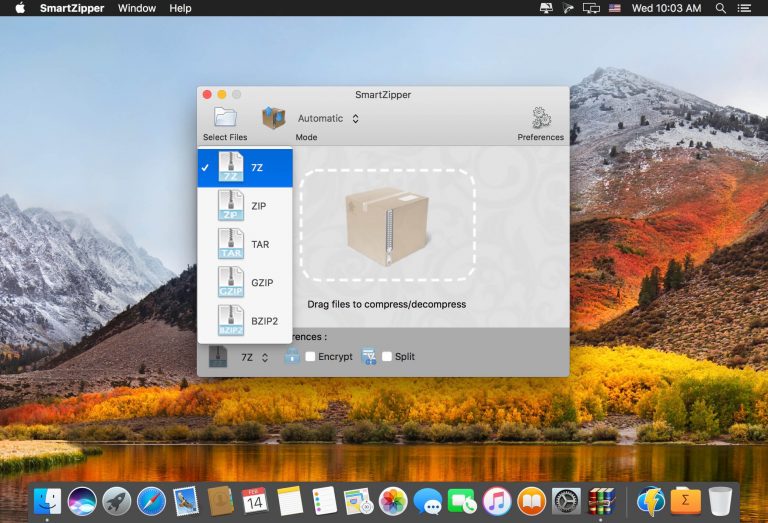 SmartZipper Window Help Wed 10:03 AM
SmartZipper
Automatic
Select Files Mode Preferences
7Z
7Z
ZIP
ZIP
TAR
TAR
GZIP
GZIP
BZIP2
BZIP2
Drag files to compress/decompress
rences :
7Z Encrypt Split
FEB
14